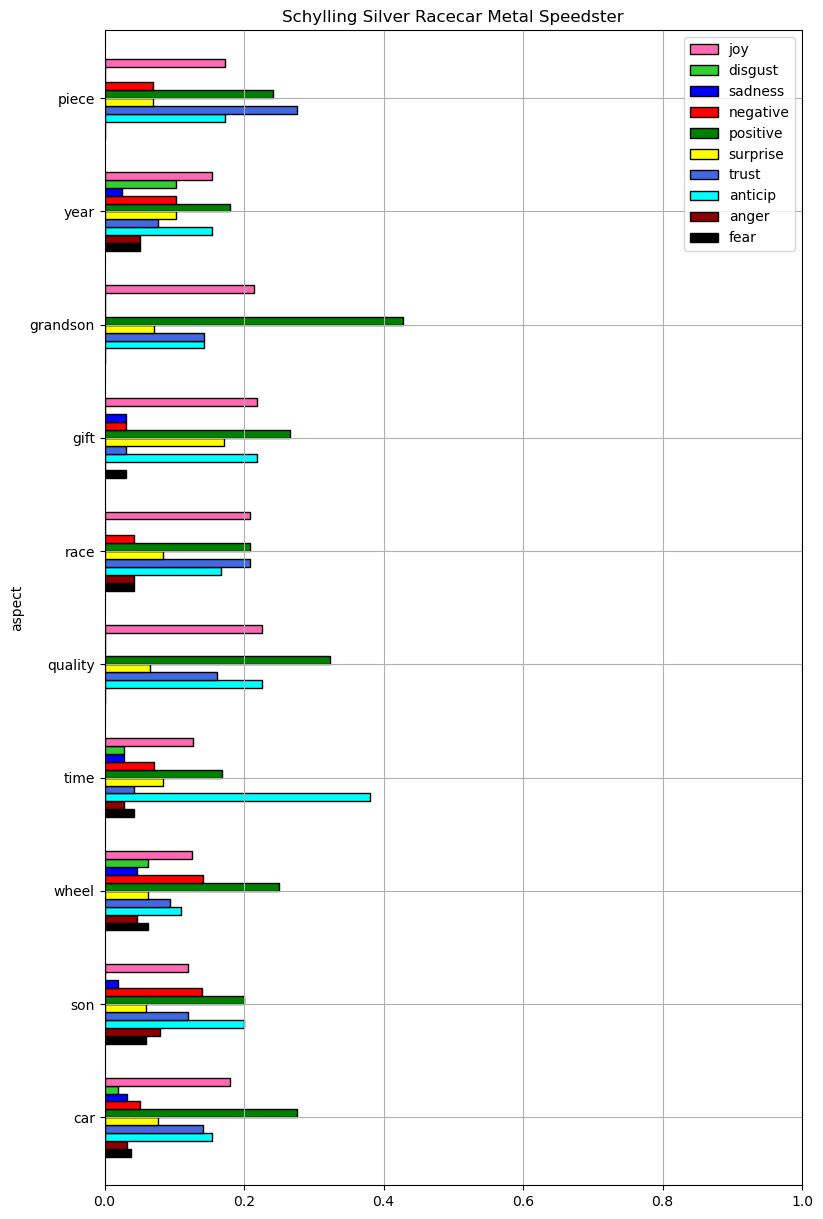 Schylling Silver Racecar Metal Speedster
joy
disgust
sadness
negative
positive
surprise
trust
anticip
anger
fear
piece
year
grandson
gift
race
quality
time
wheel
son
car
aspect
0.0 0.2 0.4 0.6 0.8 1.0